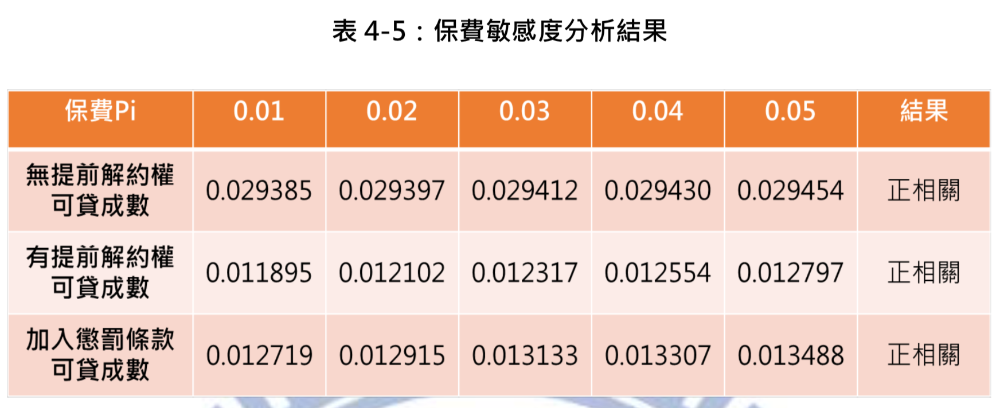 表 4-5：保費敏感度分析結果
保費Pi 0.01 0.02 0.03 0.04 0.05 結果
無提前解約權
可貸成數 0.029385 0.029397 0.029412 0.029430 0.029454 正相關
有提前解約權
可貸成數 0.011895 0.012102 0.012317 0.012554 0.012797 正相關
加入懲罰條款
可貸成數 0.012719 0.012915 0.013133 0.013307 0.013488 正相關